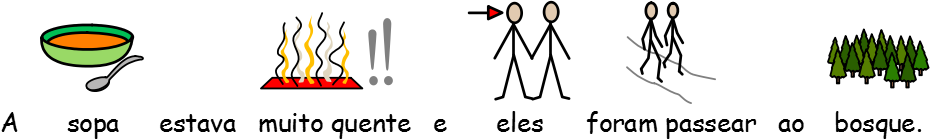 A sopa estava muito quente e eles foram passear ao bosque.